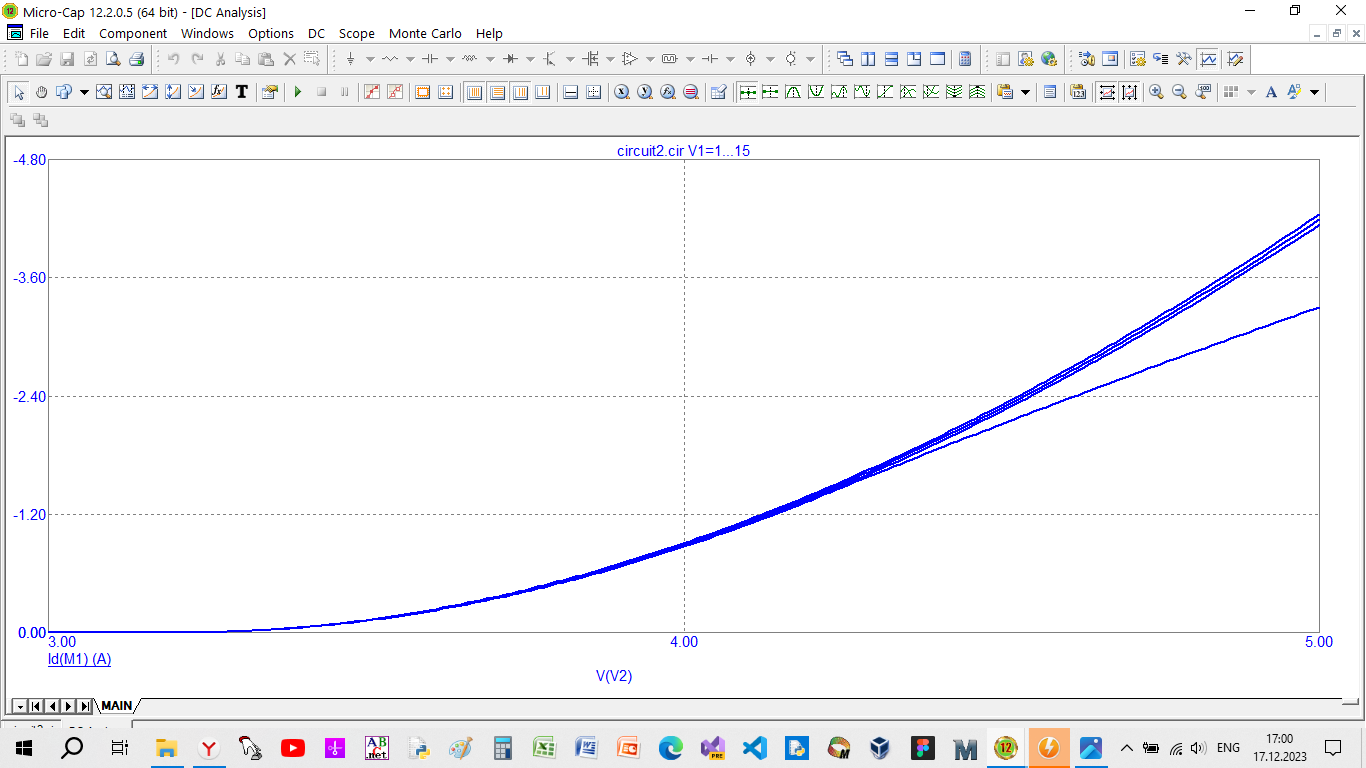 Micro-Cap 12.2.0.5 (64 bit) - [DC Analysis]
File Edit Component Windows Options DC Scope Monte Carlo Help
circuit2.cir V1=1...15
-4.80
-3.60
-2.40
-1.20
0.00
3.00 4.00 5.00
Id(M1) (A)
V(V2)
MAIN
17:00
ENG
17.12.2023